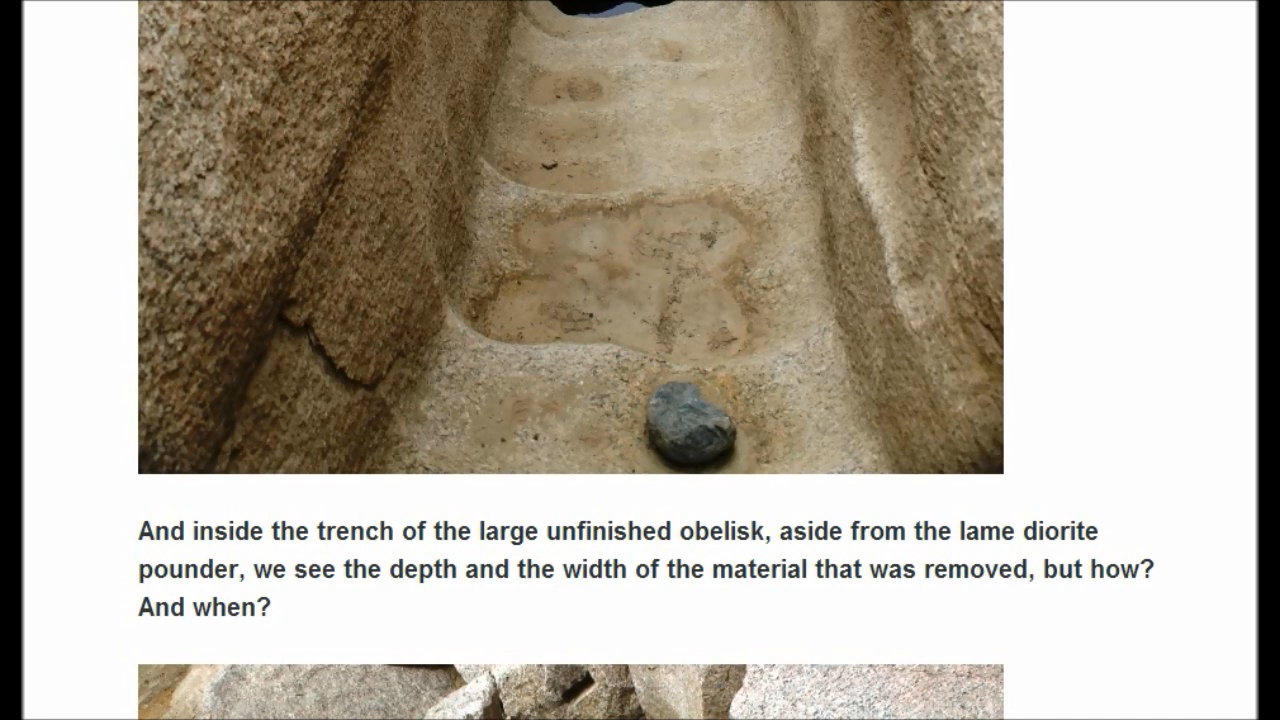 And inside the trench of the large unfinished obelisk, aside from the lame diorite
pounder, we see the depth and the width of the material that was removed, but how?
And when?